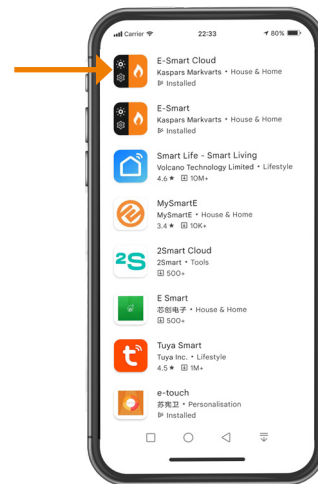 Carrier 22:33 80%
E-Smart Cloud
Kaspars Markvarts • House & Home
Installed
E-Smart
Kaspars Markvarts • House & Home
Installed
Smart Life - Smart Living
Volcano Technology Limited • Lifestyle
4.6 ★ 10M+
MySmartE
MySmartE • House & Home
3.4 ★ 10K+
2S
2Smart Cloud
2Smart • Tools
500+
E Smart
芯创电子 • House & Home
500+
t
Tuya Smart
Tuya Inc. • Lifestyle
4.5 ★ 1M+
e-touch
苏宪卫 • Personalisation
Installed